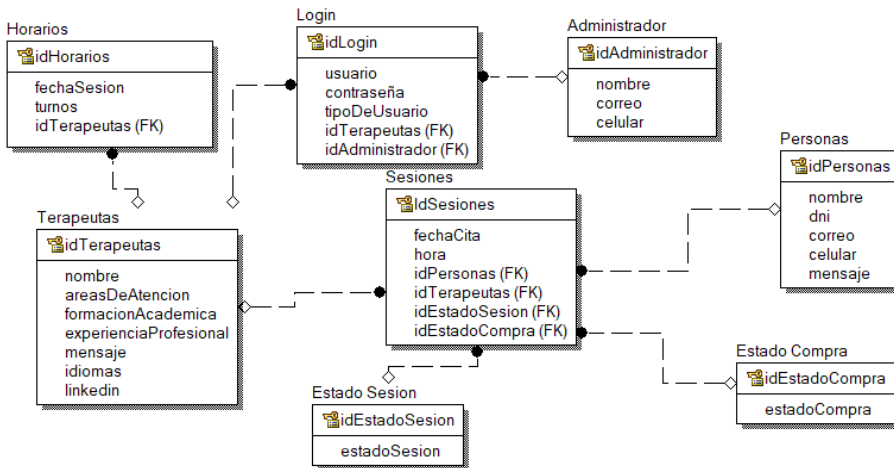 Horarios
idHorarios
fechaSesion
turnos
idTerapeutas (FK)
Login
idLogin
usuario
contraseña
tipoDeUsuario
idTerapeutas (FK)
idAdministrador (FK)
Administrador
idAdministrador
nombre
correo
celular
Personas
idPersonas
nombre
dni
correo
celular
mensaje
Sesiones
IdSesiones
fechaCita
hora
idPersonas (FK)
idTerapeutas (FK)
idEstadoSesion (FK)
idEstadoCompra (FK)
Terapeutas
idTerapeutas
nombre
areasDeAtencion
formacionAcademica
experienciaProfesional
mensaje
idiomas
linkedin
Estado Sesion
idEstadoSesion
estadoSesion
Estado Compra
idEstadoCompra
estadoCompra